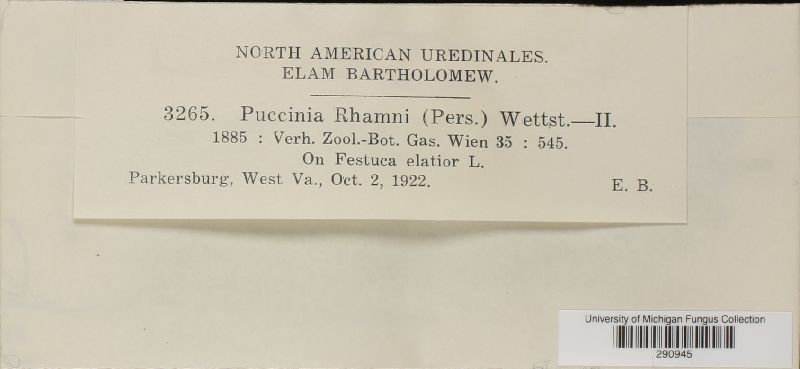 NORTH AMERICAN UREDINALES.
ELAM BARTHOLOMEW.
3265. Puccinia Rhamni (Pers.) Wettst.—II.
1885 : Verh. Zool.-Bot. Gas. Wien 35 : 545.
On Festuca elatior L.
Parkersburg, West Va., Oct. 2, 1922. E. B.
University of Michigan Fungus Collection
290945